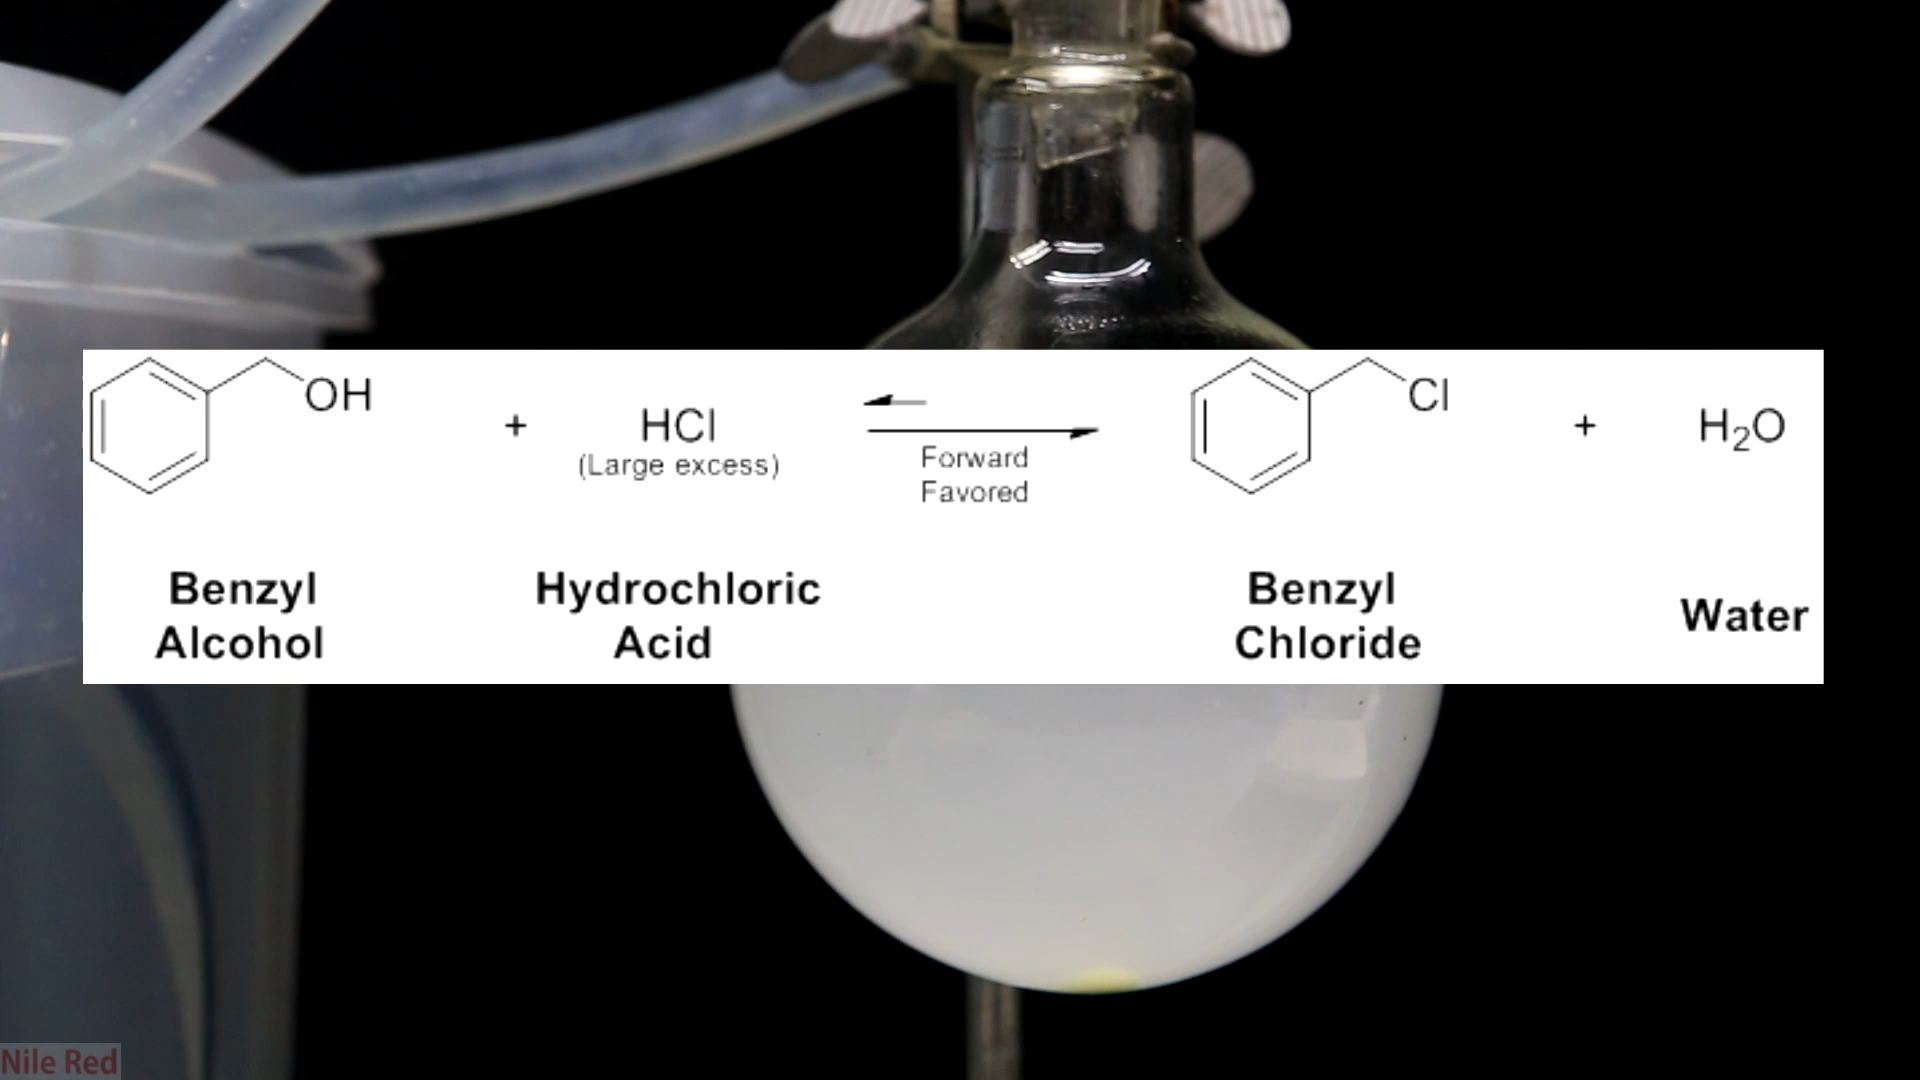 OH
+
HCl
(Large excess)
Forward
Favored
Cl
+
H₂O
Benzyl
Alcohol
Hydrochloric
Acid
Benzyl
Chloride
Water
Nile Red